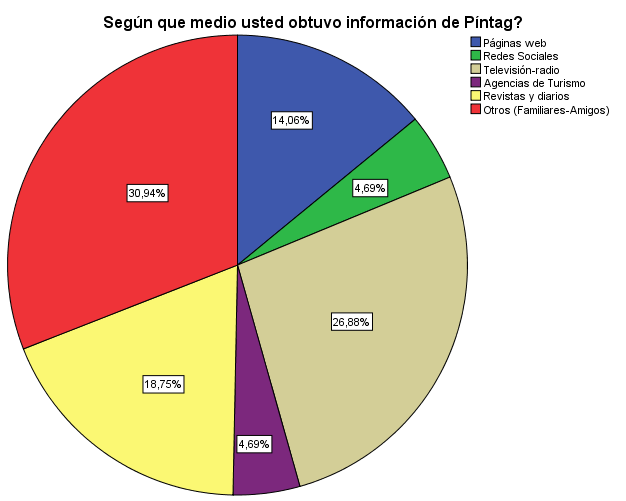 Según que medio usted obtuvo información de Píntag?
Páginas web
Redes Sociales
Televisión-radio
Agencias de Turismo
Revistas y diarios
Otros (Familiares-Amigos)
14,06%
4,69%
30,94%
26,88%
18,75%
4,69%